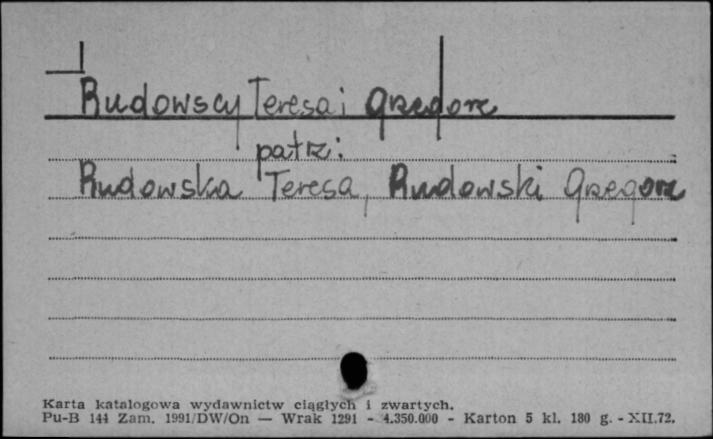 Rudowscy Teresa i Grzegorz
patrz:
Rudowska Teresa, Rudowski Grzegorz
Karta katalogowa wydawnictw ciągłych i zwartych.
Pu-B 144 Zam. 1991/DW/On — Wrak 1291 - 4.350.000 - Karton 5 kl. 180 g. - XII.72.